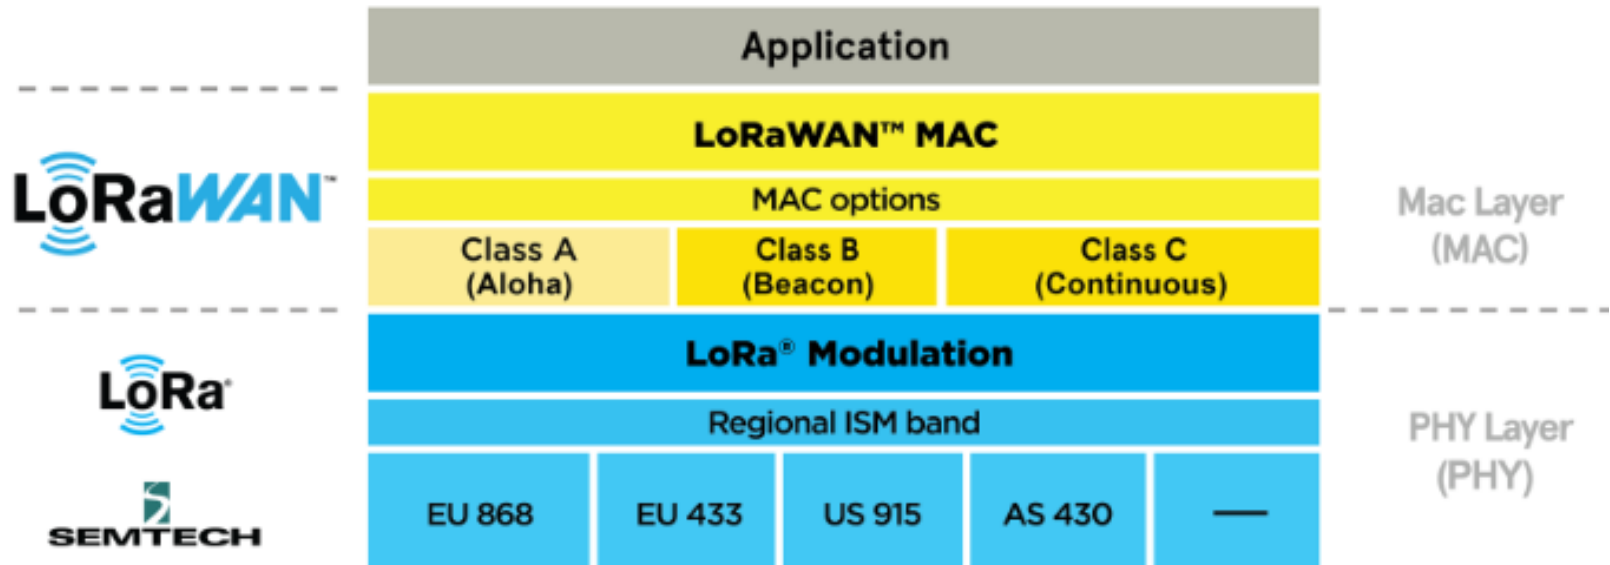 Application
LoRaWAN™ MAC
LoRaWAN™
MAC options
Mac Layer
(MAC)
Class A
(Aloha)
Class B
(Beacon)
Class C
(Continuous)
LoRa® Modulation
LoRa®
Regional ISM band
PHY Layer
(PHY)
SEMTECH
EU 868
EU 433
US 915
AS 430
—